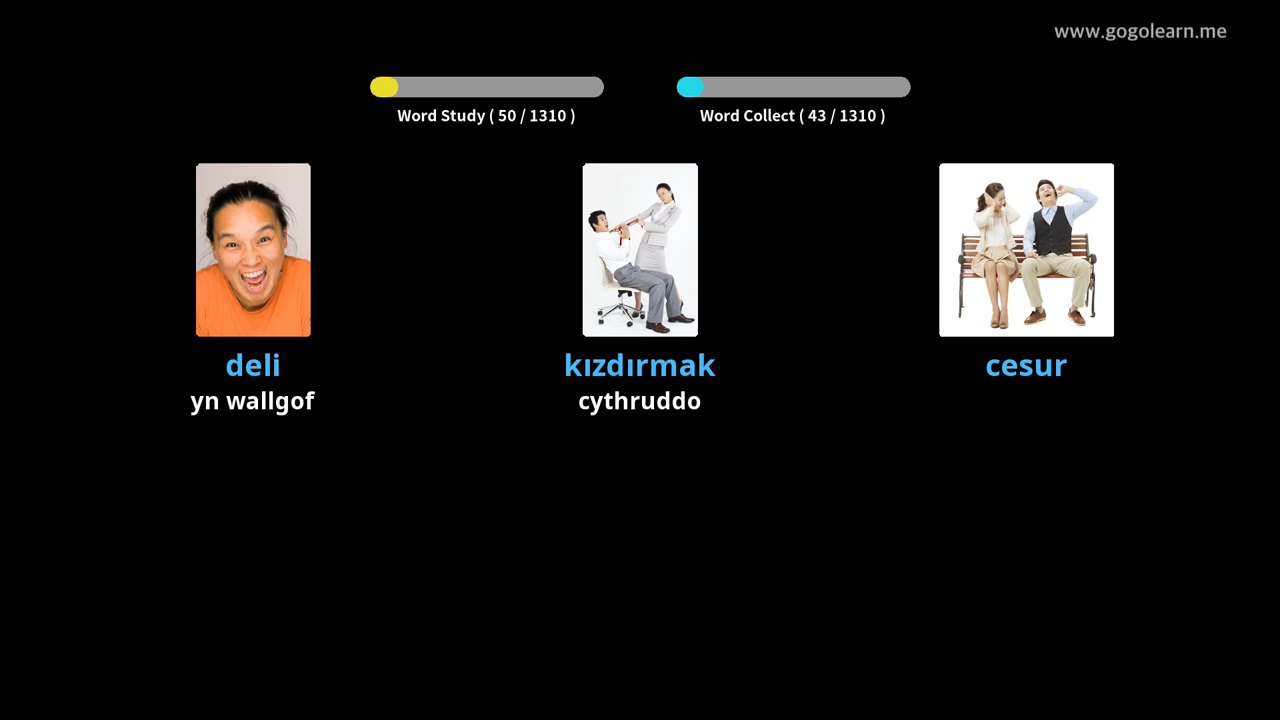 www.gogolearn.me
Word Study ( 50 / 1310 )
Word Collect ( 43 / 1310 )
deli
yn wallgof
kızdırmak
cythruddo
cesur